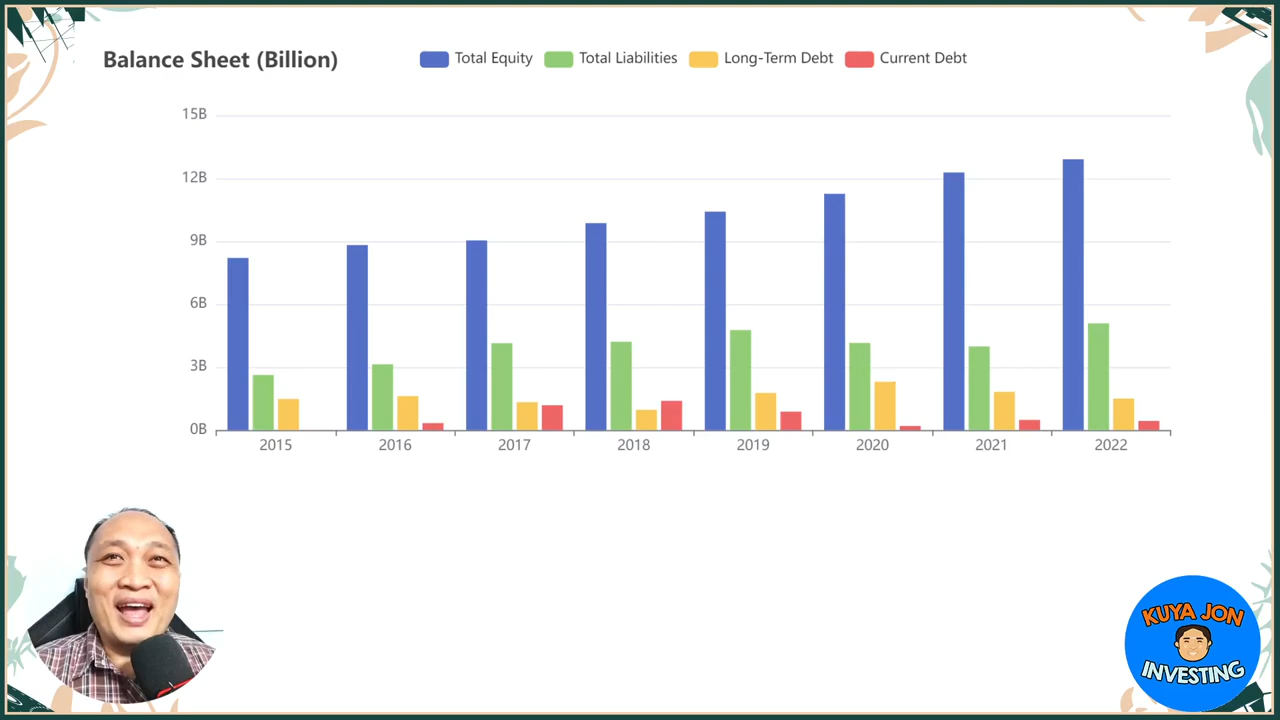 Balance Sheet (Billion)
Total Equity Total Liabilities Long-Term Debt Current Debt
15B
12B
9B
6B
3B
0B
2015 2016 2017 2018 2019 2020 2021 2022
KUYA JON
INVESTING